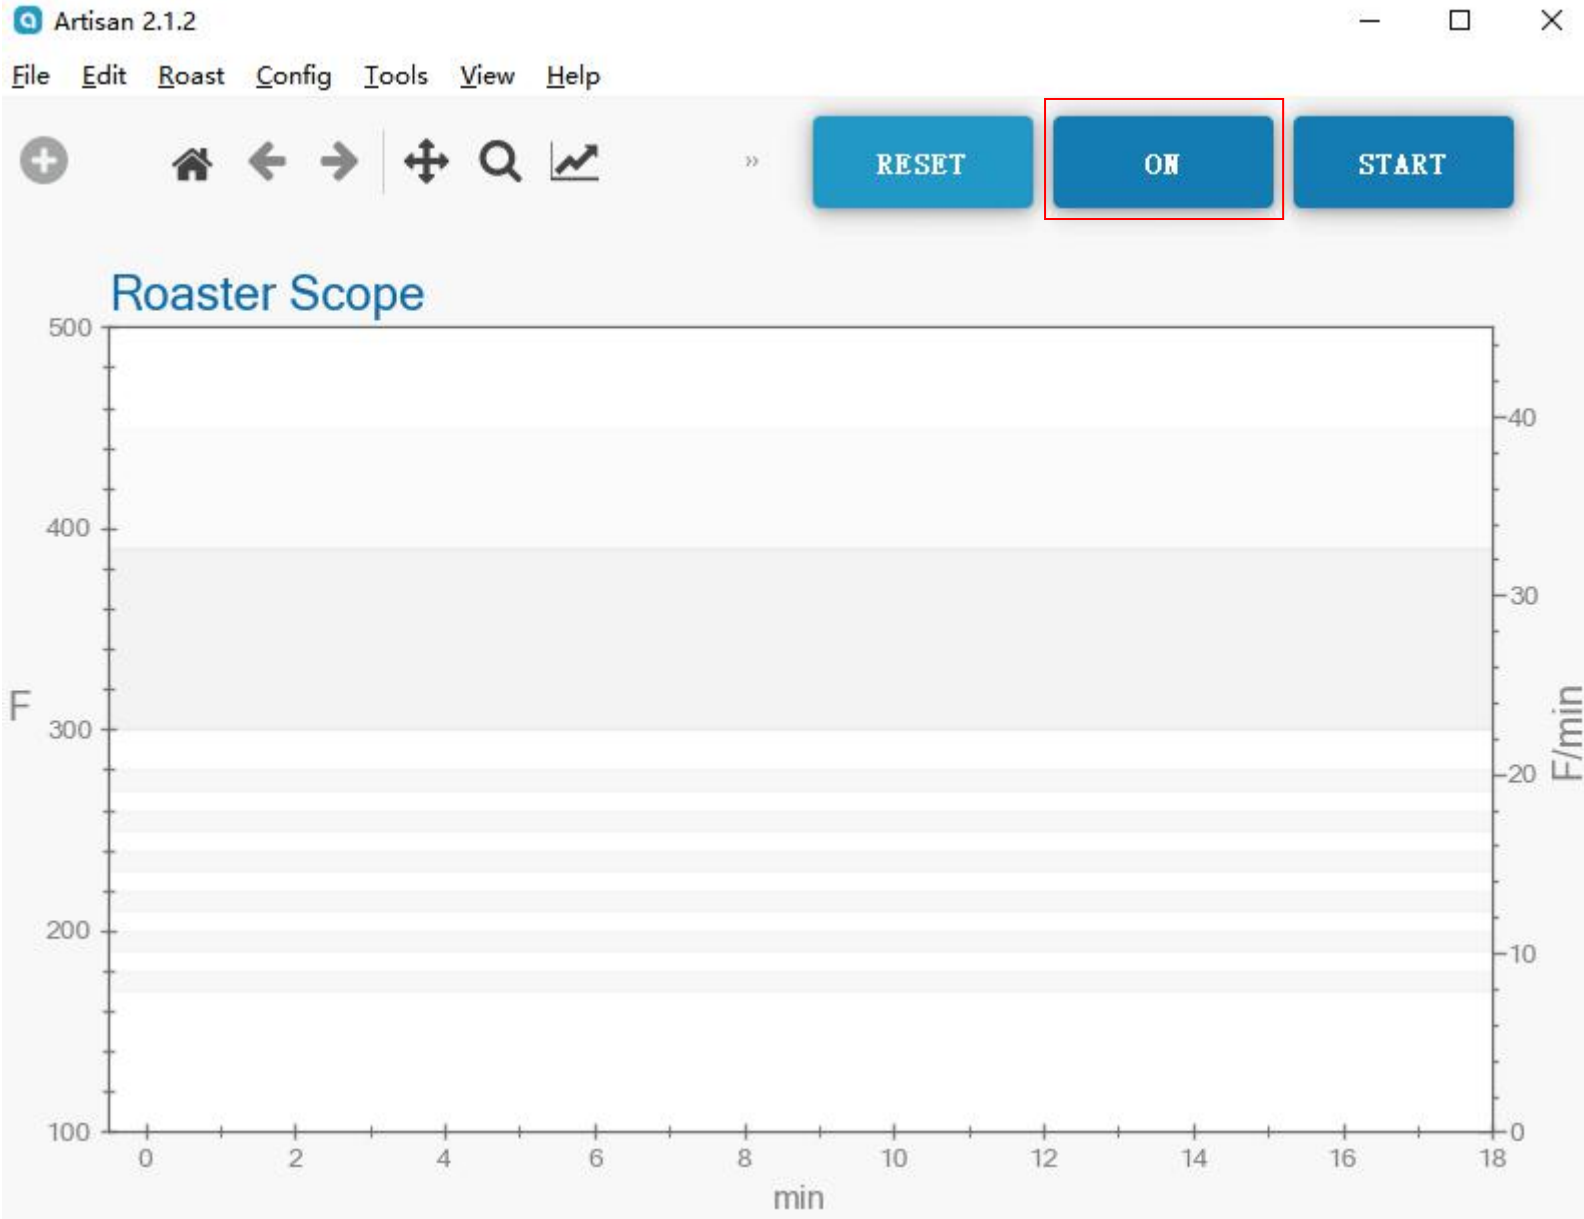 Artisan 2.1.2
File Edit Roast Config Tools View Help
» RESET ON START
Roaster Scope
500
400
300
200
100
F
40
30
20
10
0
F/min
0 2 4 6 8 10 12 14 16 18
min